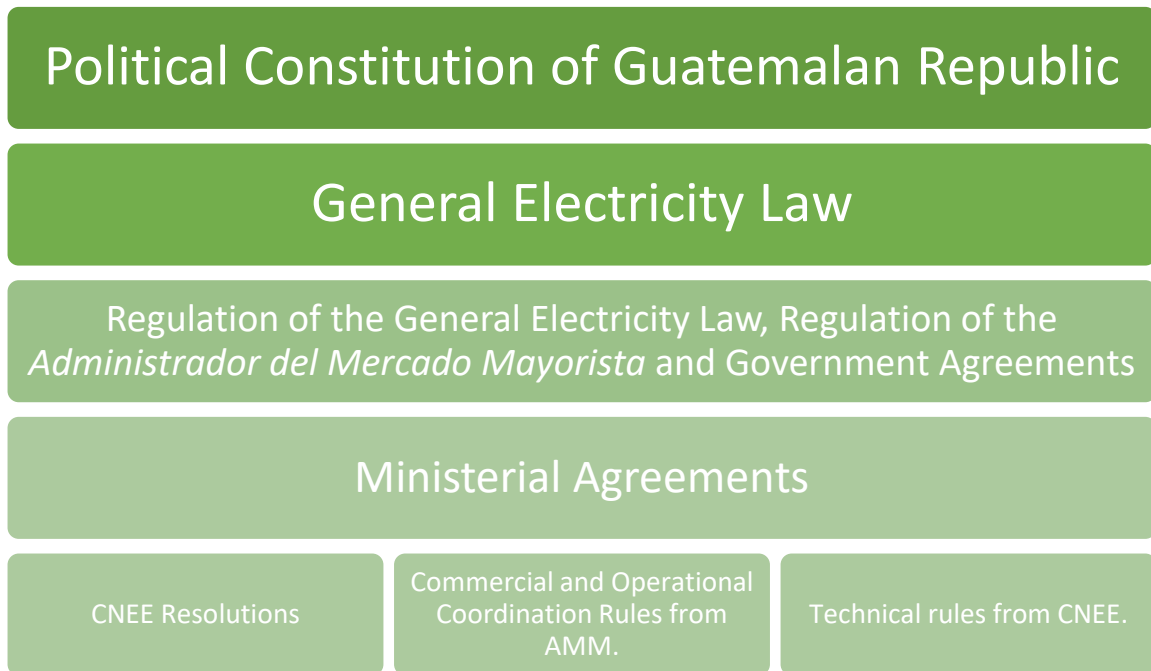 Political Constitution of Guatemalan Republic
General Electricity Law
Regulation of the General Electricity Law, Regulation of the
Administrador del Mercado Mayorista and Government Agreements
Ministerial Agreements
CNEE Resolutions
Commercial and Operational
Coordination Rules from
AMM.
Technical rules from CNEE.